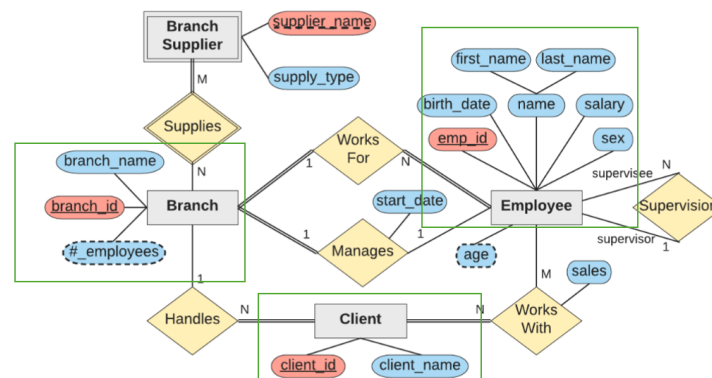 Branch
Supplier
supplier_name
supply_type
M
Supplies
N
first_name
last_name
birth_date
name
salary
emp_id
sex
Works
For
1
N
branch_name
branch_id
#_employees
Branch
start_date
Manages
1
1
Employee
age
supervisee
N
Supervision
supervisor
1
1
Handles
N
Client
client_id
client_name
N
Works
With
M
sales